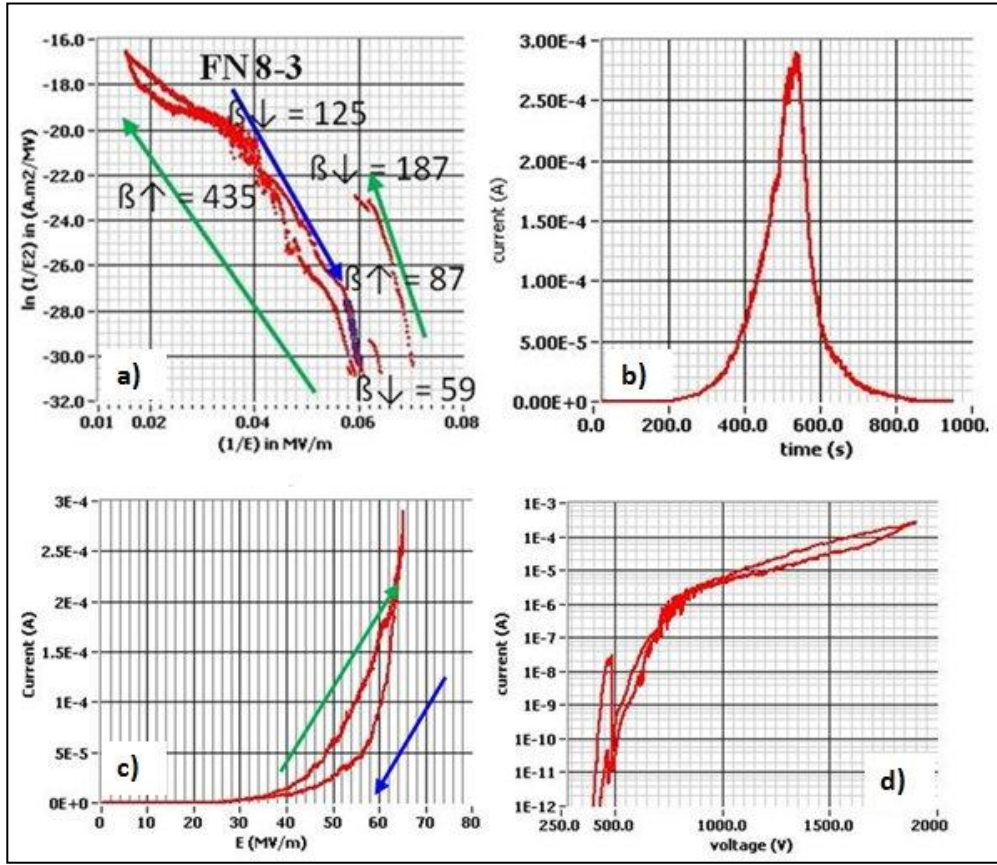 -16.0
-18.0
-20.0
-22.0
-24.0
-26.0
-28.0
-30.0
-32.0
ln (1/E2) in (A.m2/MV)
FN8-3
ß↓ = 125
ß↓ = 187
ß↑ = 435
ß↑ = 87
ß↓ = 59
a)
0.01
0.02
0.04
0.06
0.08
(1/E) in MV/m
3.00E-4
2.50E-4
2.00E-4
1.50E-4
1.00E-4
5.00E-5
0.00E+0
current (A)
b)
0.0
200.0
400.0
600.0
800.0
1000.
time (s)
3E-4
2.5E-4
2E-4
1.5E-4
1E-4
5E-5
0E+0
Current (A)
c)
0
10
20
30
40
50
60
70
80
E (MV/m)
1E-3
1E-4
1E-5
1E-6
1E-7
1E-8
1E-9
1E-10
1E-11
1E-12
current (A)
d)
250.0
500.0
1000.0
1500.0
2000
voltage (V)